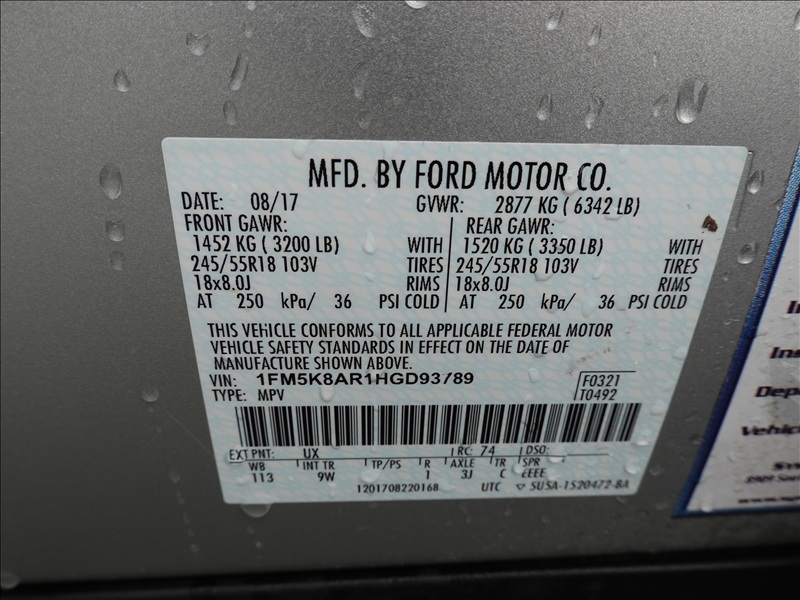 MFD. BY FORD MOTOR CO.
DATE: 08/17 GVWR: 2877 KG ( 6342 LB)
FRONT GAWR: REAR GAWR:
1452 KG ( 3200 LB) WITH 1520 KG ( 3350 LB) WITH
245/55R18 103V TIRES 245/55R18 103V TIRES
18x8.0J RIMS 18x8.0J RIMS
AT 250 kPa/ 36 PSI COLD AT 250 kPa/ 36 PSI COLD
THIS VEHICLE CONFORMS TO ALL APPLICABLE FEDERAL MOTOR
VEHICLE SAFETY STANDARDS IN EFFECT ON THE DATE OF
MANUFACTURE SHOWN ABOVE.
VIN: 1FM5K8AR1HGD93789 F0321
TYPE: MPV T0492
EXT PNT: UX RC: 74 DSO:
WB INT TR TP/PS R AXLE TR SPR
113 9W 1 3J C EEEE
1201708220168 UTC ▽ SUSA-1520472-BA